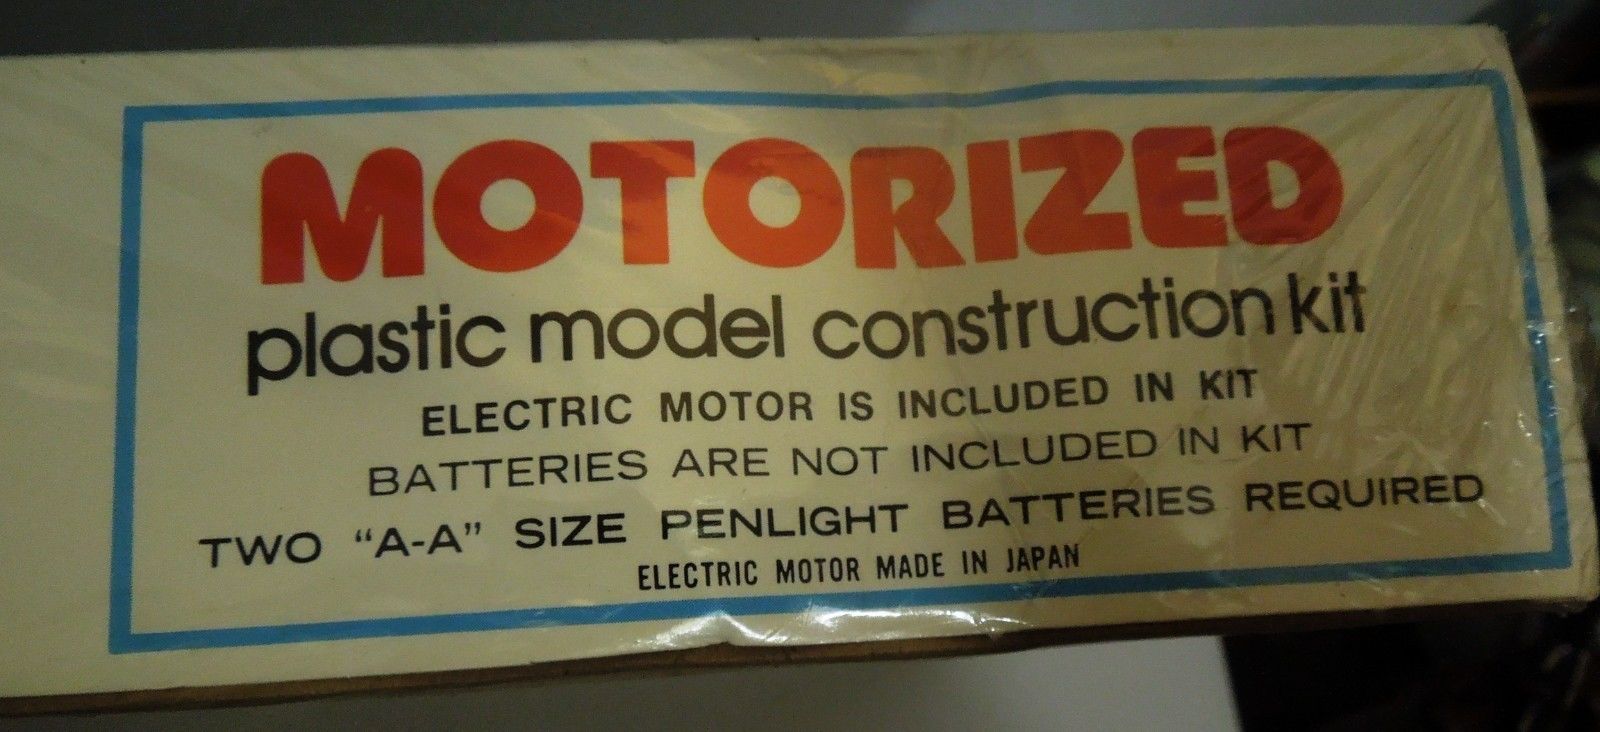 MOTORIZED
plastic model construction kit
ELECTRIC MOTOR IS INCLUDED IN KIT
BATTERIES ARE NOT INCLUDED IN KIT
TWO “A-A” SIZE PENLIGHT BATTERIES REQUIRED
ELECTRIC MOTOR MADE IN JAPAN